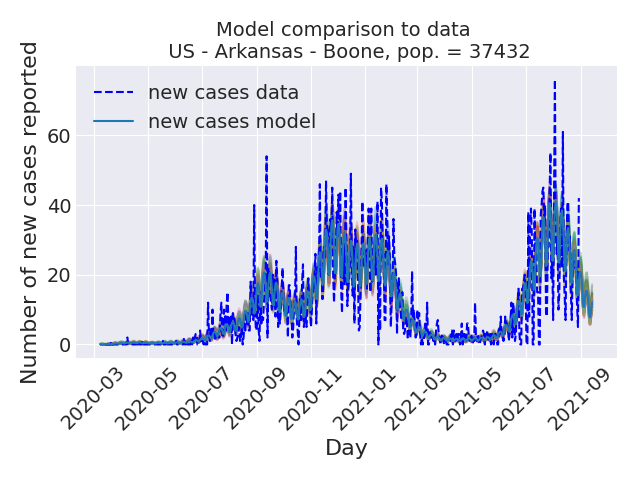 Model comparison to data
US - Arkansas - Boone, pop. = 37432
Number of new cases reported
new cases data
new cases model
60
40
20
0
2020-03
2020-05
2020-07
2020-09
2020-11
2021-01
2021-03
2021-05
2021-07
2021-09
Day